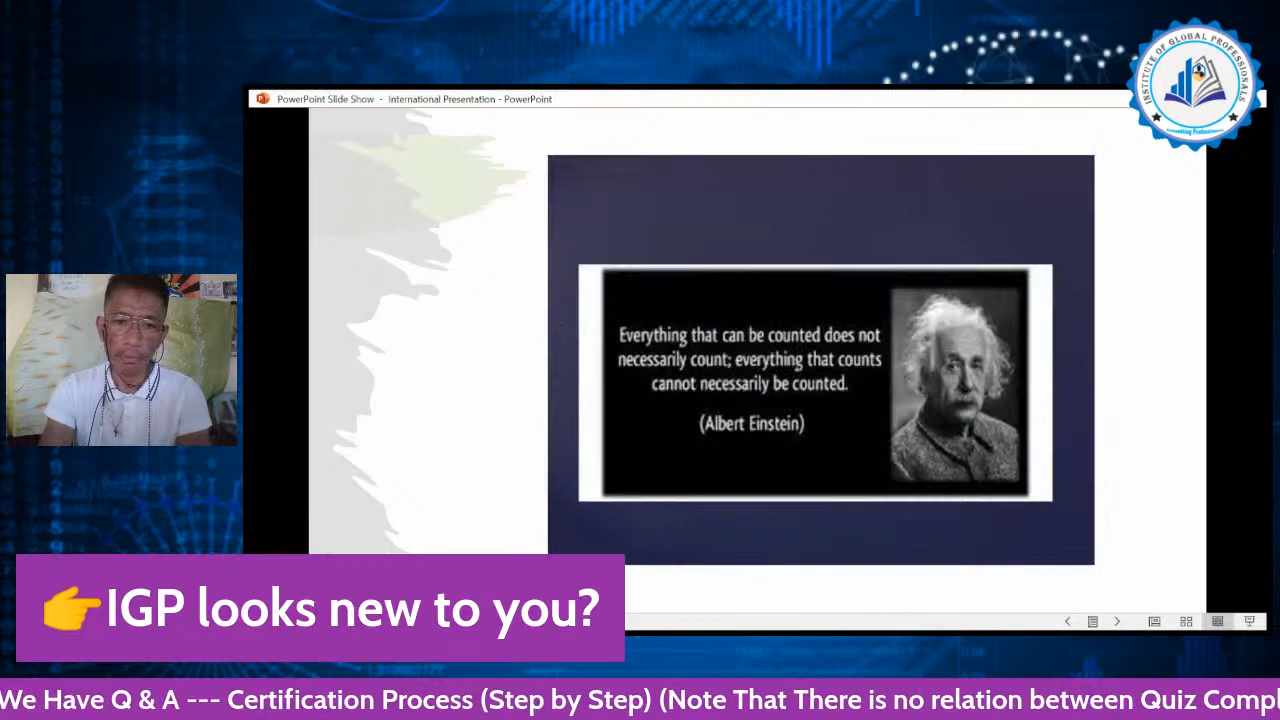 INSTITUTE OF GLOBAL PROFESSIONALS
Connecting Professionals
PowerPoint Slide Show - International Presentation - PowerPoint
Everything that can be counted does not
necessarily count; everything that counts
cannot necessarily be counted.
(Albert Einstein)
👉IGP looks new to you?
We Have Q & A --- Certification Process (Step by Step) (Note That There is no relation between Quiz Compl